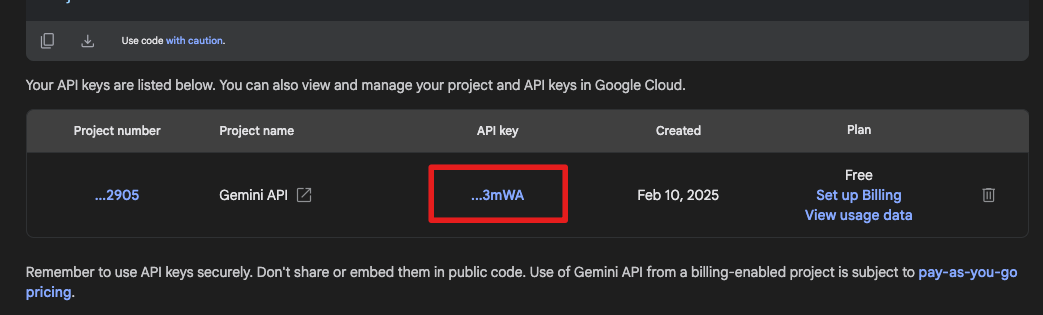 Use code with caution.
Your API keys are listed below. You can also view and manage your project and API keys in Google Cloud.
Project number Project name API key Created Plan
...2905 Gemini API ...3mWA Feb 10, 2025 Free
Set up Billing
View usage data
Remember to use API keys securely. Don't share or embed them in public code. Use of Gemini API from a billing-enabled project is subject to pay-as-you-go
pricing.